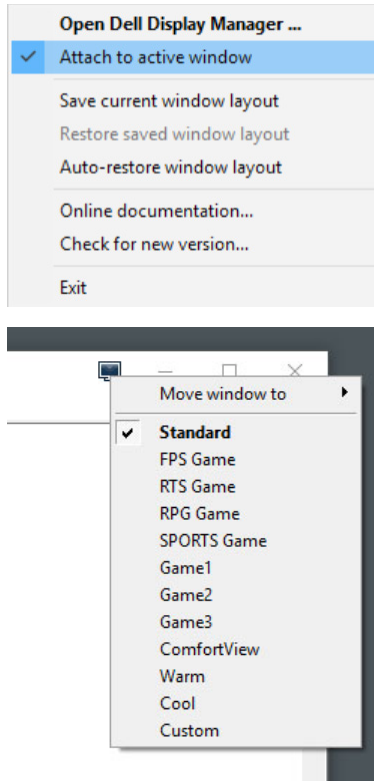 Open Dell Display Manager ...
Attach to active window
Save current window layout
Restore saved window layout
Auto-restore window layout
Online documentation...
Check for new version...
Exit
Move window to
Standard
FPS Game
RTS Game
RPG Game
SPORTS Game
Game1
Game2
Game3
ComfortView
Warm
Cool
Custom